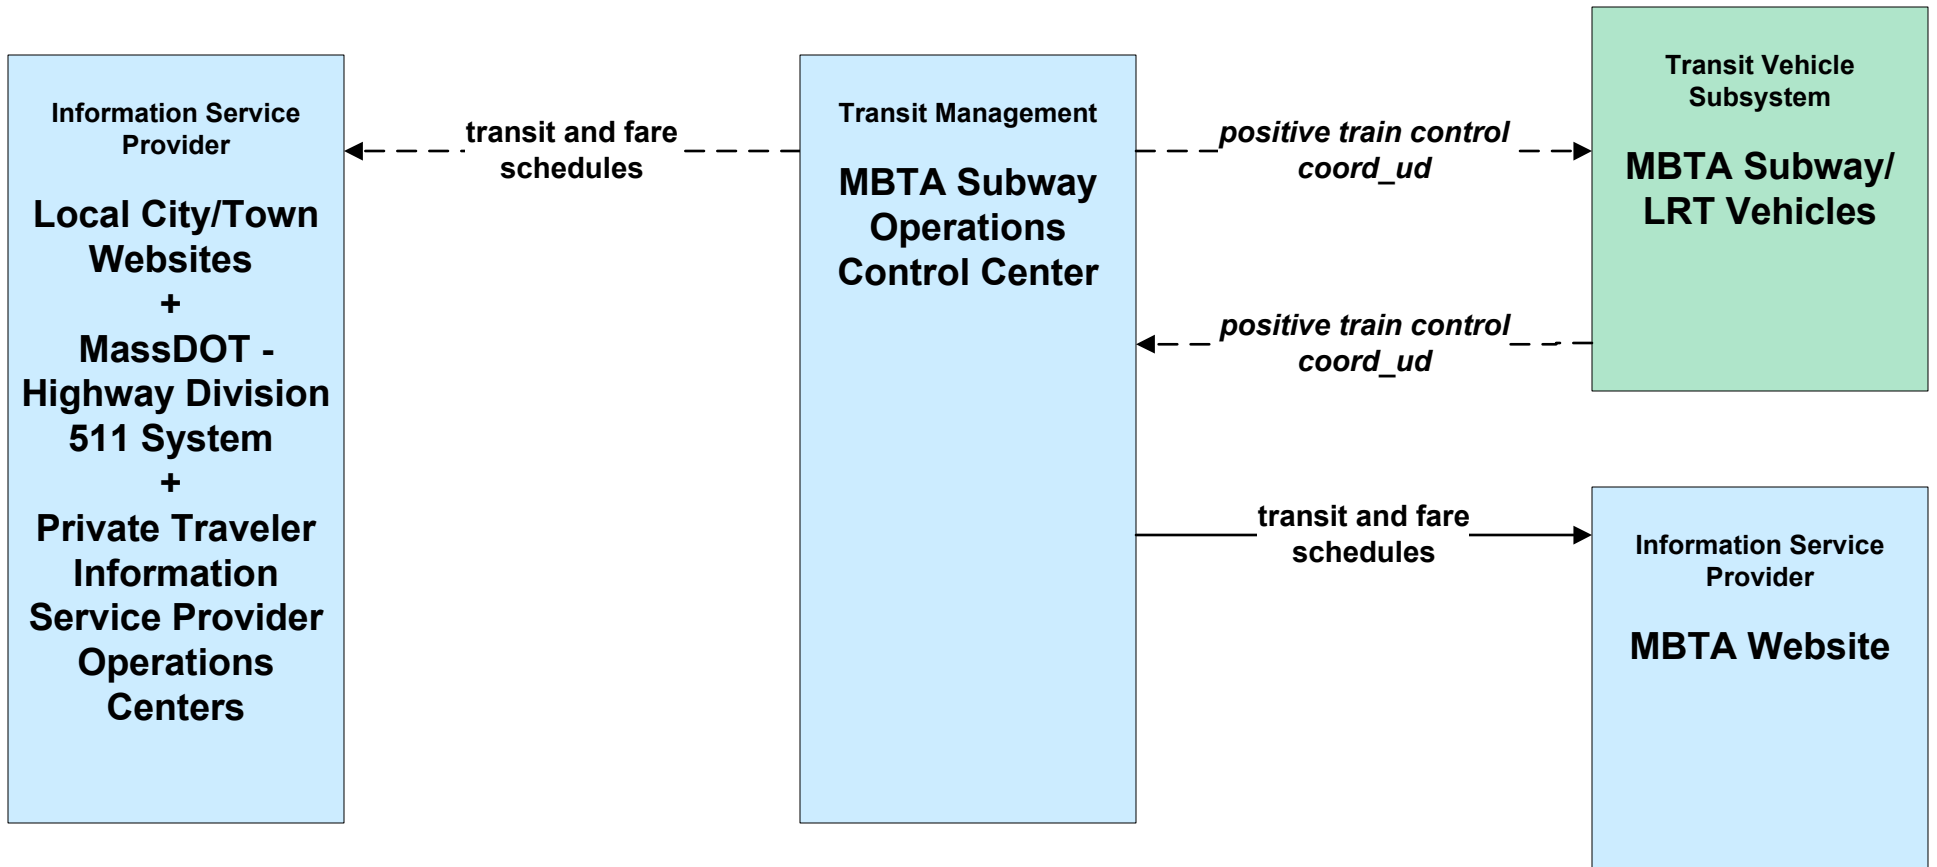 Information Service
Provider
Local City/Town
Websites
+
MassDOT -
Highway Division
511 System
+
Private Traveler
Information
Service Provider
Operations
Centers
transit and fare
schedules
Transit Management
MBTA Subway
Operations
Control Center
positive train control
coord_ud
positive train control
coord_ud
transit and fare
schedules
Transit Vehicle
Subsystem
MBTA Subway/
LRT Vehicles
Information Service
Provider
MBTA Website